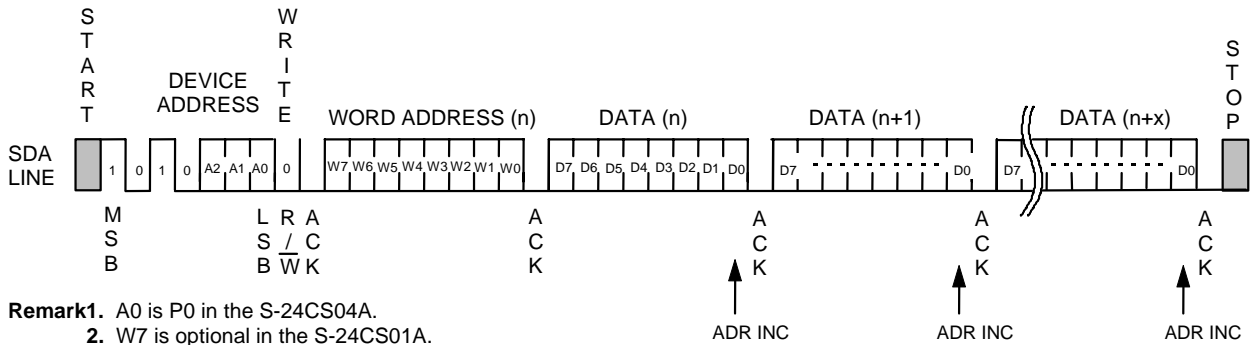 START
WRITE
STOP
DEVICE
ADDRESS
WORD ADDRESS (n)
DATA (n)
DATA (n+1)
DATA (n+x)
SDA
LINE
1 0 1 0 A2 A1 A0 0 W7 W6 W5 W4 W3 W2 W1 W0 D7 D6 D5 D4 D3 D2 D1 D0 D7 D0 D7 D0
MSB
LSB
R/W
ACK
ACK
ACK
ACK
ACK
ADR INC
ADR INC
ADR INC
Remark1. A0 is P0 in the S-24CS04A.
2. W7 is optional in the S-24CS01A.